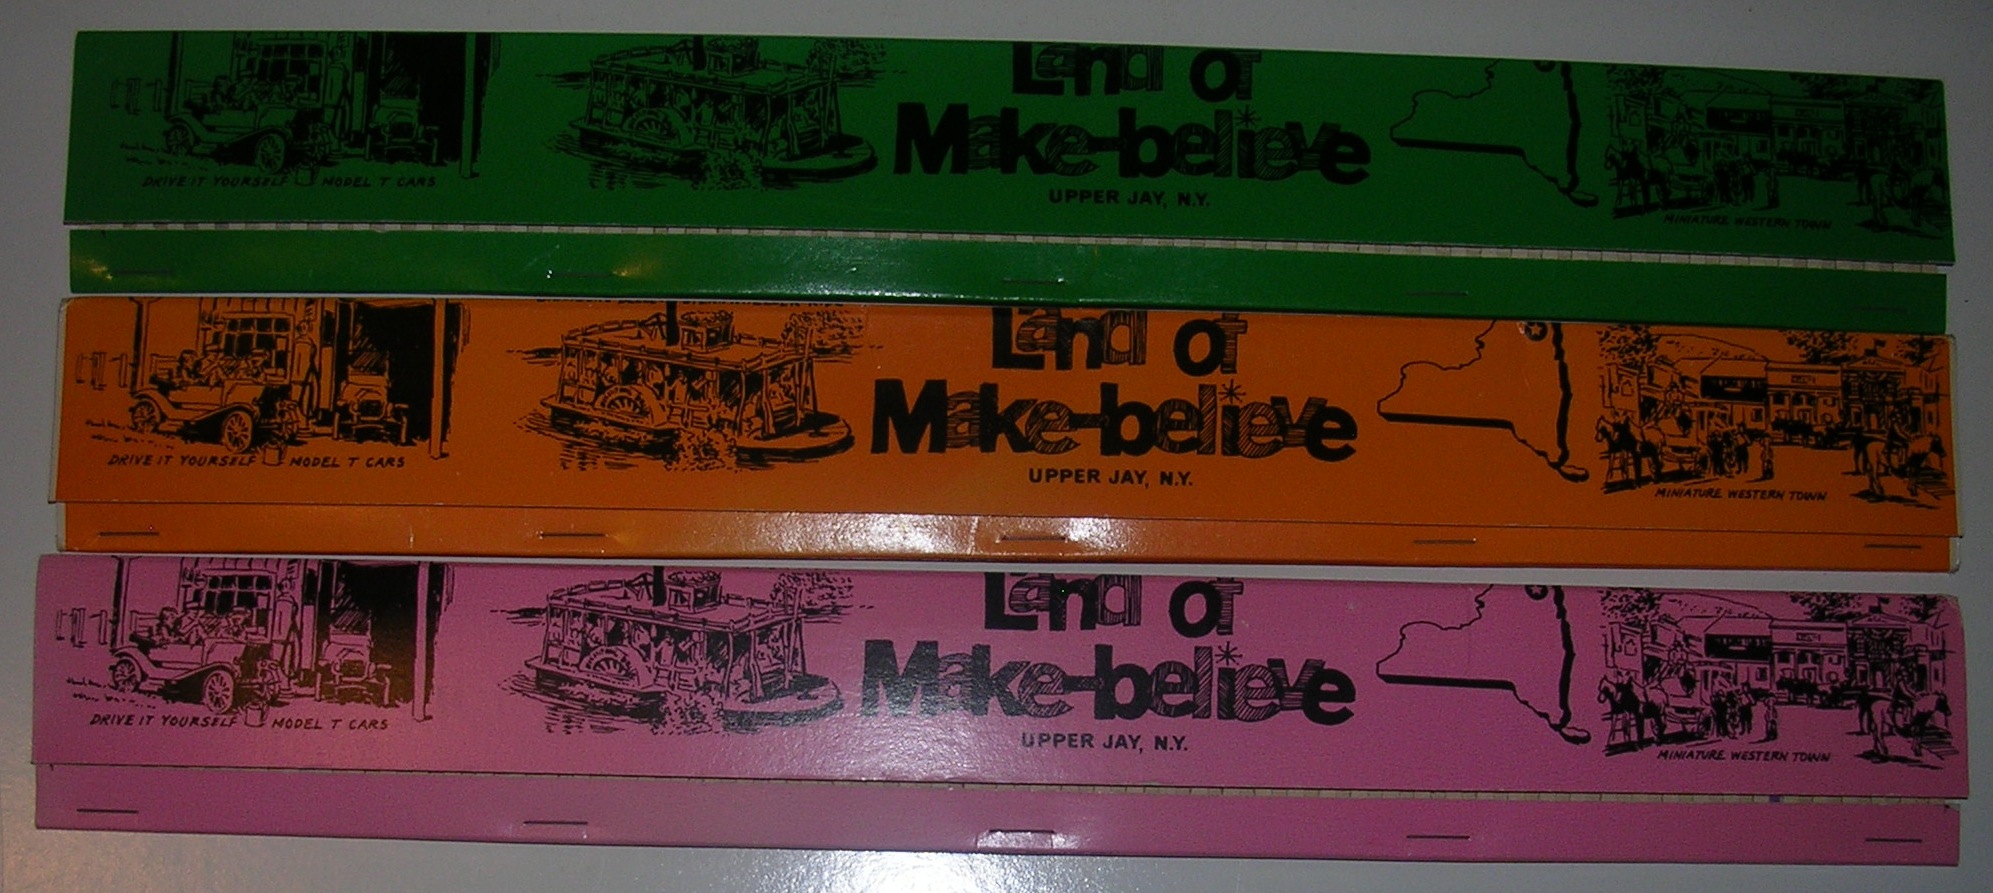 Land of
Make-believe
UPPER JAY, N.Y.
DRIVE IT YOURSELF MODEL T CARS
MINIATURE WESTERN TOWN
Land of
Make-believe
UPPER JAY, N.Y.
DRIVE IT YOURSELF MODEL T CARS
MINIATURE WESTERN TOWN
Land of
Make-believe
UPPER JAY, N.Y.
DRIVE IT YOURSELF MODEL T CARS
MINIATURE WESTERN TOWN